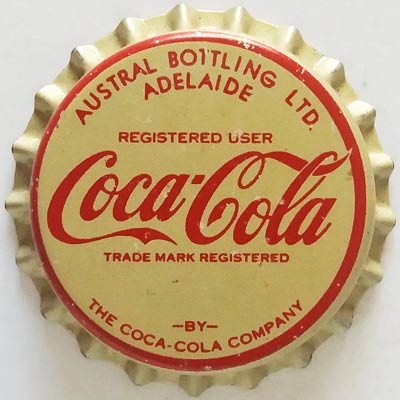 AUSTRAL BOTTLING LTD.
ADELAIDE
REGISTERED USER
Coca-Cola
TRADE MARK REGISTERED
—BY—
THE COCA-COLA COMPANY